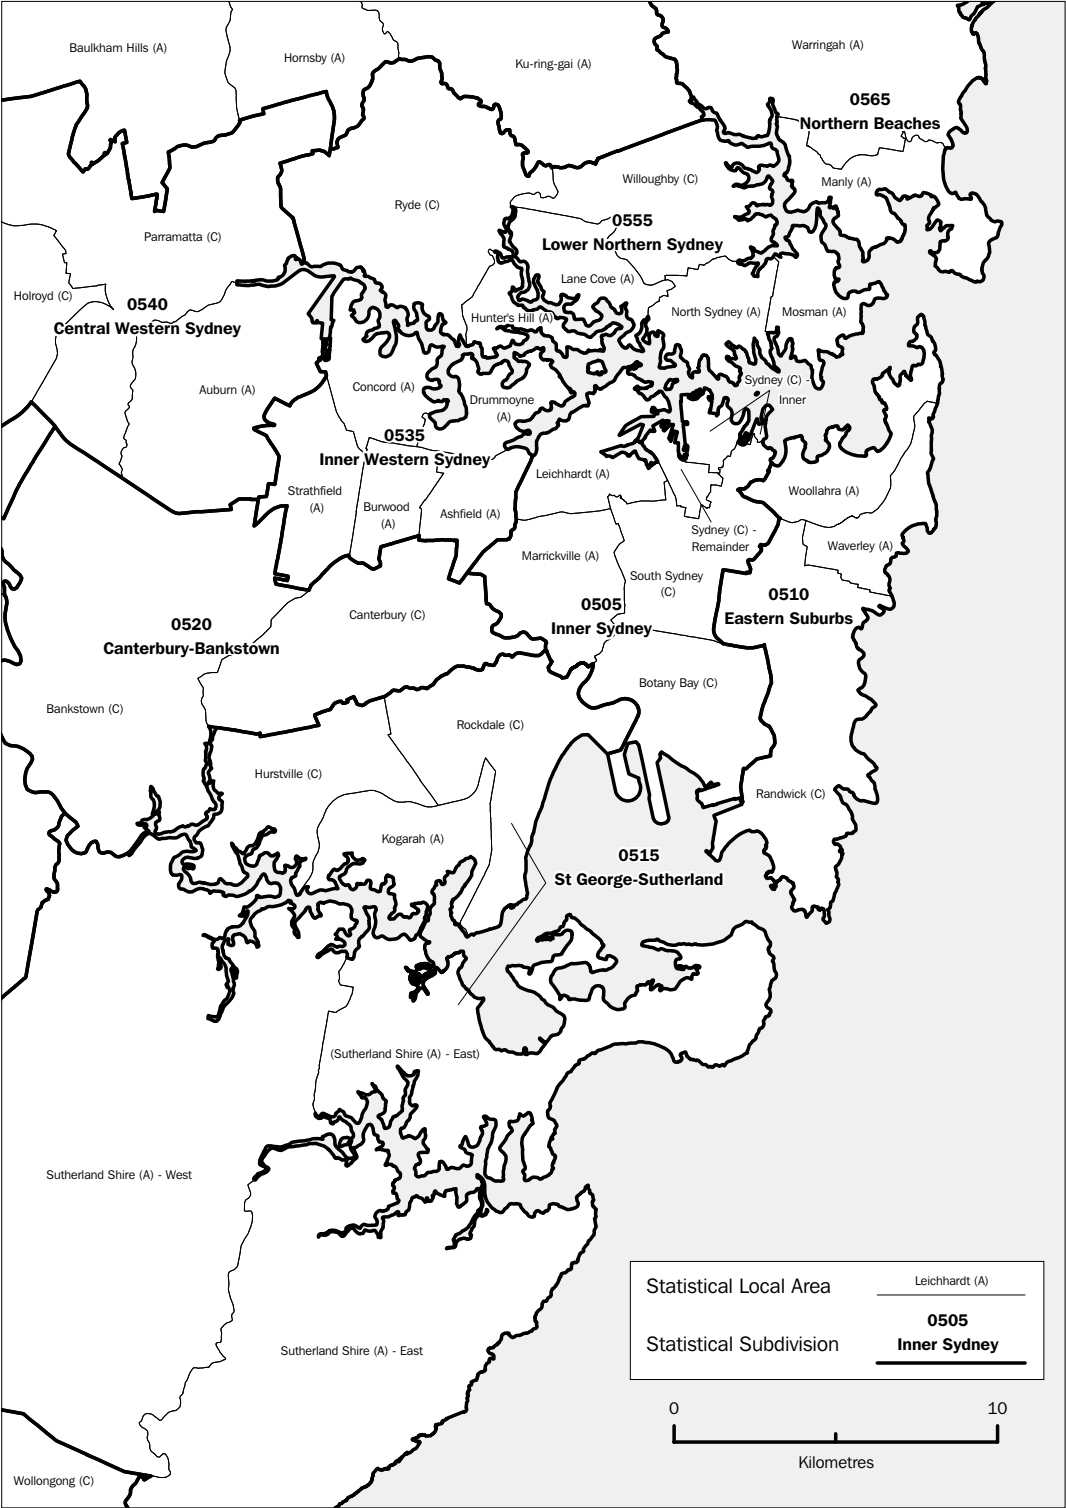 Baulkham Hills (A)
Hornsby (A)
Ku-ring-gai (A)
Warringah (A)
0565
Northern Beaches
Willoughby (C)
Manly (A)
Ryde (C)
0555
Lower Northern Sydney
Parramatta (C)
Lane Cove (A)
Holroyd (C)
0540
Central Western Sydney
Hunter's Hill (A)
North Sydney (A)
Mosman (A)
Auburn (A)
Concord (A)
Drummoyne
(A)
Sydney (C) -
Inner
0535
Inner Western Sydney
Leichhardt (A)
Strathfield
(A)
Burwood
(A)
Ashfield (A)
Woollahra (A)
Sydney (C) -
Remainder
Marrickville (A)
Waverley (A)
South Sydney
(C)
0505
Inner Sydney
0510
Eastern Suburbs
Canterbury (C)
0520
Canterbury-Bankstown
Botany Bay (C)
Bankstown (C)
Rockdale (C)
Hurstville (C)
Randwick (C)
Kogarah (A)
0515
St George-Sutherland
(Sutherland Shire (A) - East)
Sutherland Shire (A) - West
Sutherland Shire (A) - East
Wollongong (C)
Statistical Local Area
Leichhardt (A)
0505
Statistical Subdivision
Inner Sydney
0
10
Kilometres